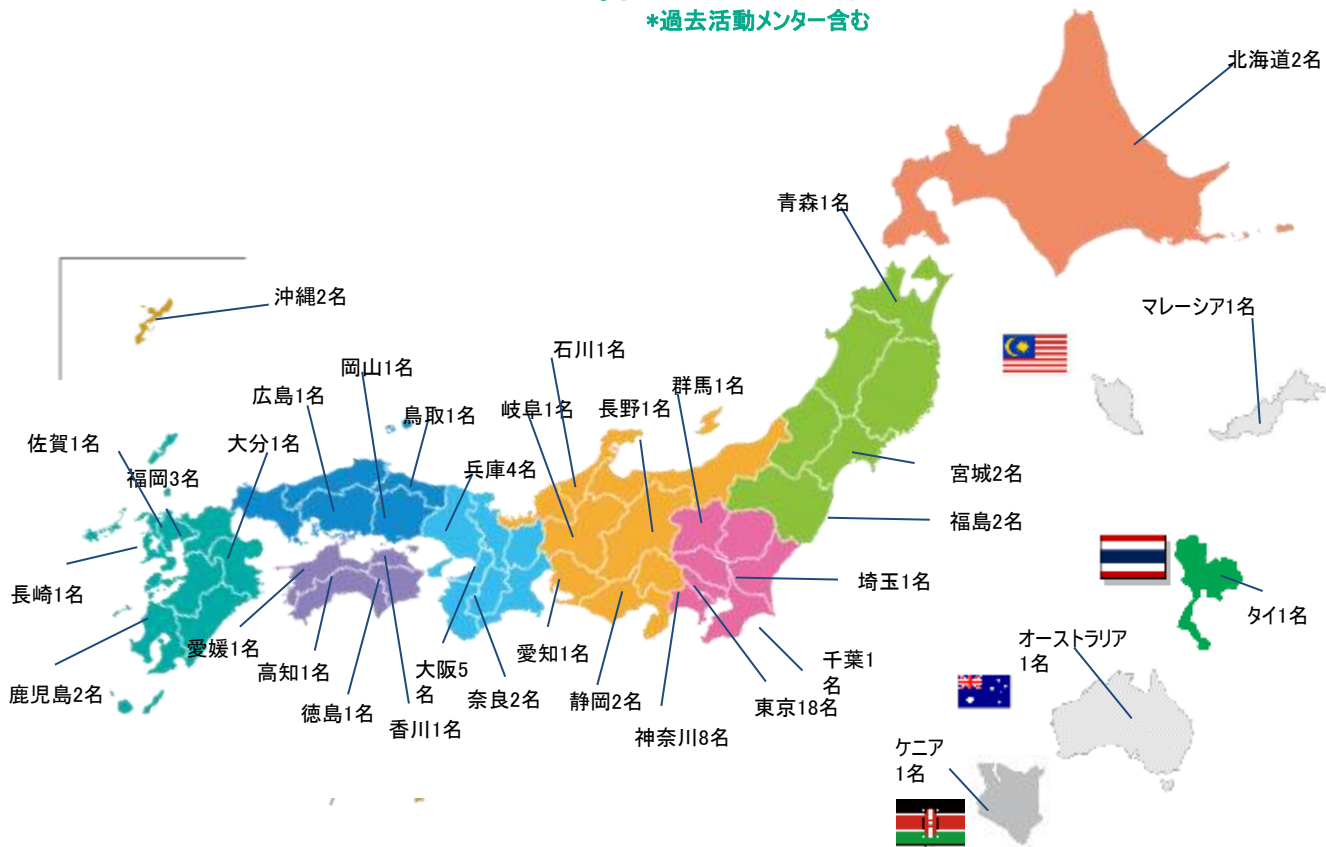 *過去活動メンター含む
北海道2名
青森1名
沖縄2名
マレーシア1名
石川1名
岡山1名
群馬1名
広島1名
鳥取1名
岐阜1名
長野1名
佐賀1名
大分1名
福岡3名
兵庫4名
宮城2名
福島2名
埼玉1名
長崎1名
タイ1名
愛媛1名
高知1名
大阪5
名
愛知1名
千葉1
名
オーストラリア
1名
鹿児島2名
徳島1名
香川1名
奈良2名
静岡2名
東京18名
神奈川8名
ケニア
1名